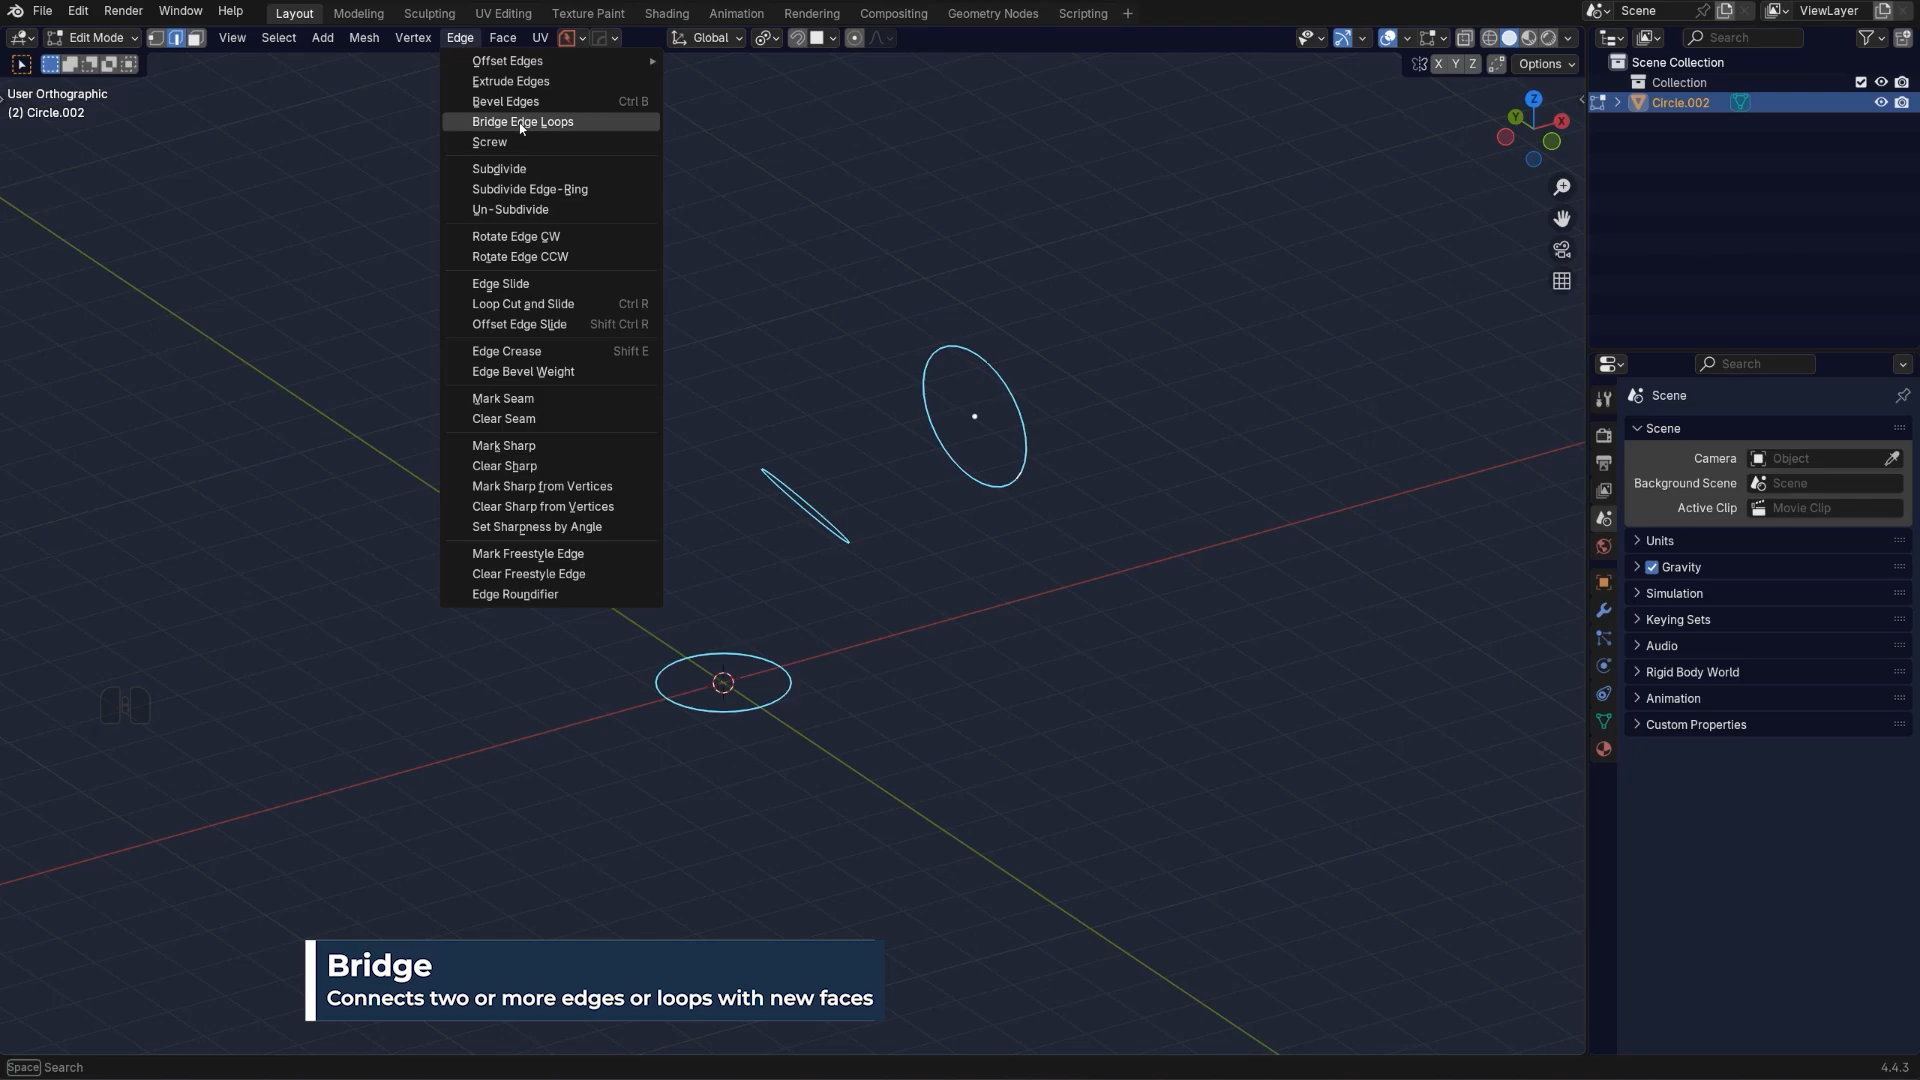 File Edit Render Window Help Layout Modeling Sculpting UV Editing Texture Paint Shading Animation Rendering Compositing Geometry Nodes Scripting + Scene ViewLayer
Edit Mode View Select Add Mesh Vertex Edge Face UV Global Search
X Y Z Options
User Orthographic
(2) Circle.002
Offset Edges
Extrude Edges
Bevel Edges Ctrl B
Bridge Edge Loops
Screw
Subdivide
Subdivide Edge-Ring
Un-Subdivide
Rotate Edge CW
Rotate Edge CCW
Edge Slide
Loop Cut and Slide Ctrl R
Offset Edge Slide Shift Ctrl R
Edge Crease Shift E
Edge Bevel Weight
Mark Seam
Clear Seam
Mark Sharp
Clear Sharp
Mark Sharp from Vertices
Clear Sharp from Vertices
Set Sharpness by Angle
Mark Freestyle Edge
Clear Freestyle Edge
Edge Roundifier
Z
Y
X
Scene Collection
Collection
Circle.002
Search
Scene
Scene
Camera Object
Background Scene Scene
Active Clip Movie Clip
Units
Gravity
Simulation
Keying Sets
Audio
Rigid Body World
Animation
Custom Properties
Bridge
Connects two or more edges or loops with new faces
Space Search
4.4.3